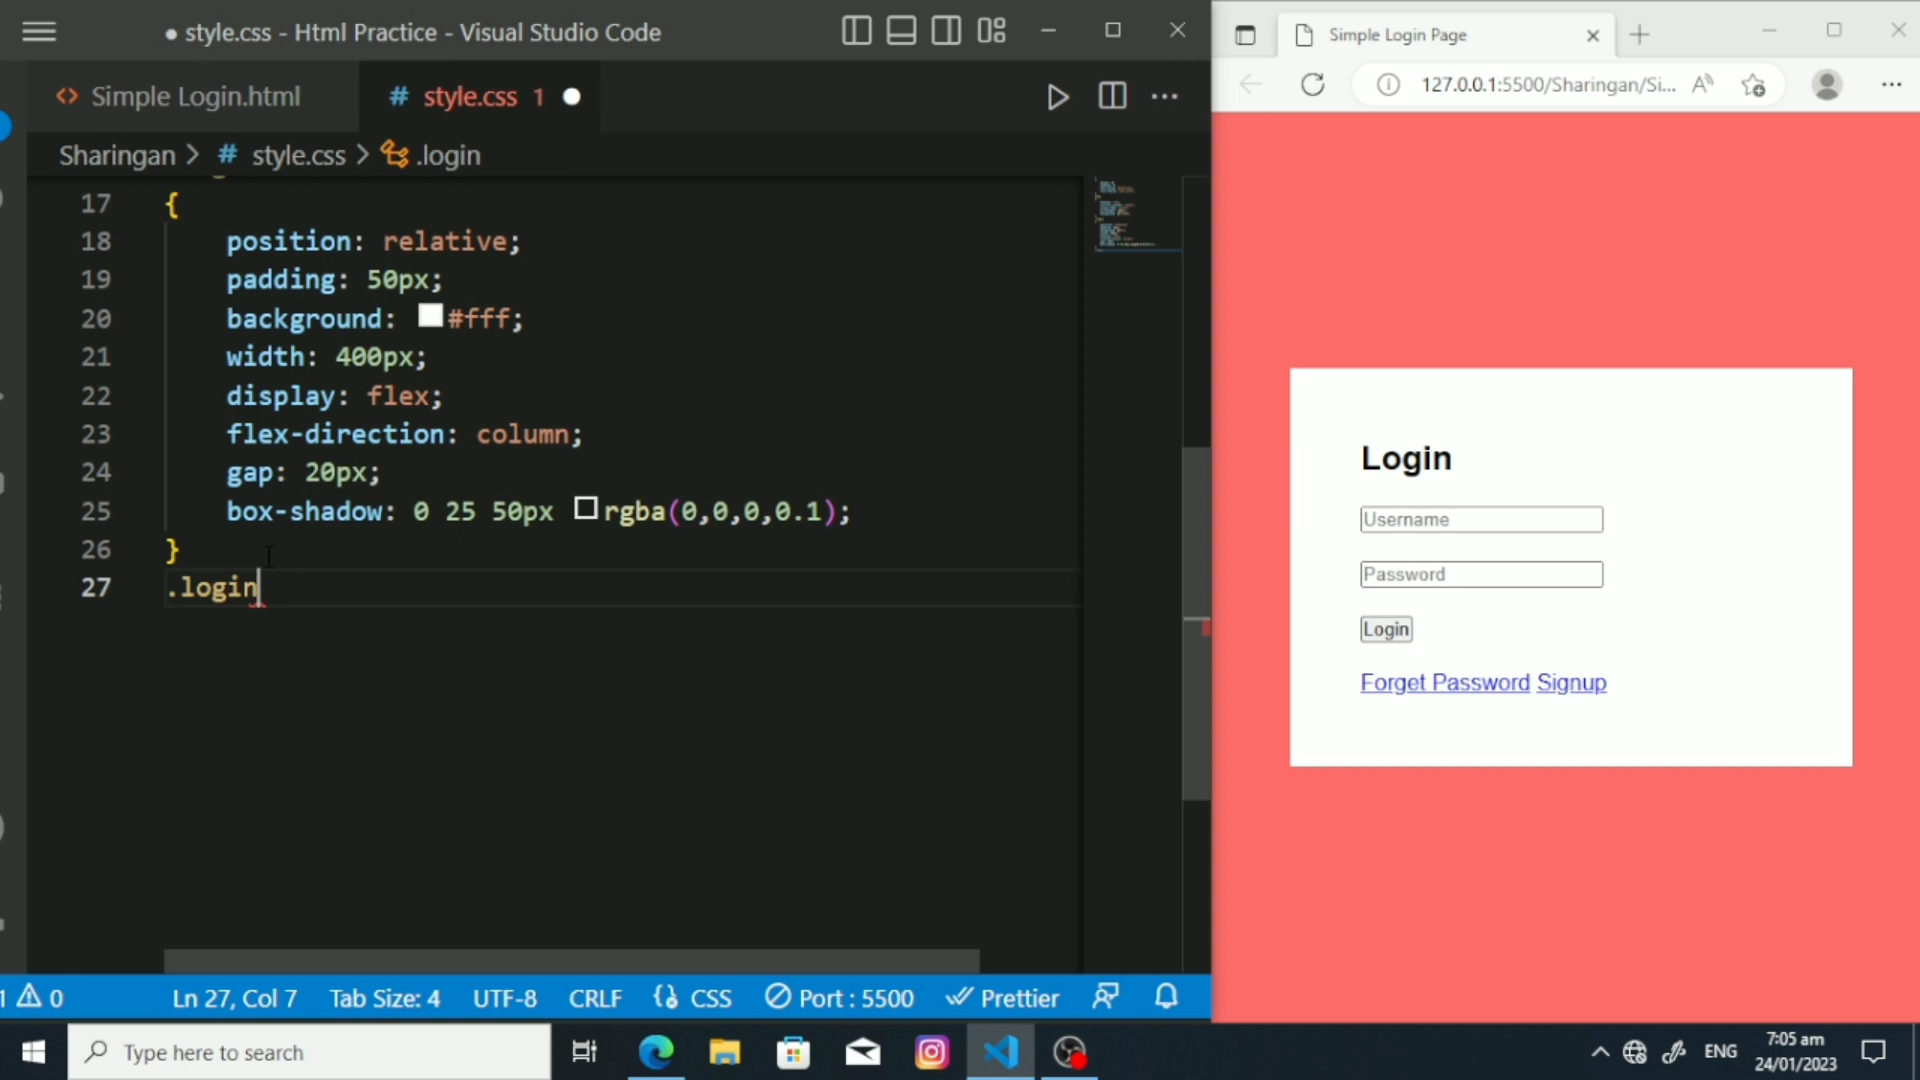 ● style.css - Html Practice - Visual Studio Code
<> Simple Login.html
# style.css 1 ●
Sharingan > # style.css > .login
17 {
18 position: relative;
19 padding: 50px;
20 background: #fff;
21 width: 400px;
22 display: flex;
23 flex-direction: column;
24 gap: 20px;
25 box-shadow: 0 25 50px rgba(0,0,0,0.1);
26 }
27 .login
1 0 Ln 27, Col 7 Tab Size: 4 UTF-8 CRLF CSS Port : 5500 Prettier
Simple Login Page
127.0.0.1:5500/Sharingan/Si...
Login
Username
Password
Login
Forget Password Signup
Type here to search
ENG
7:05 am
24/01/2023